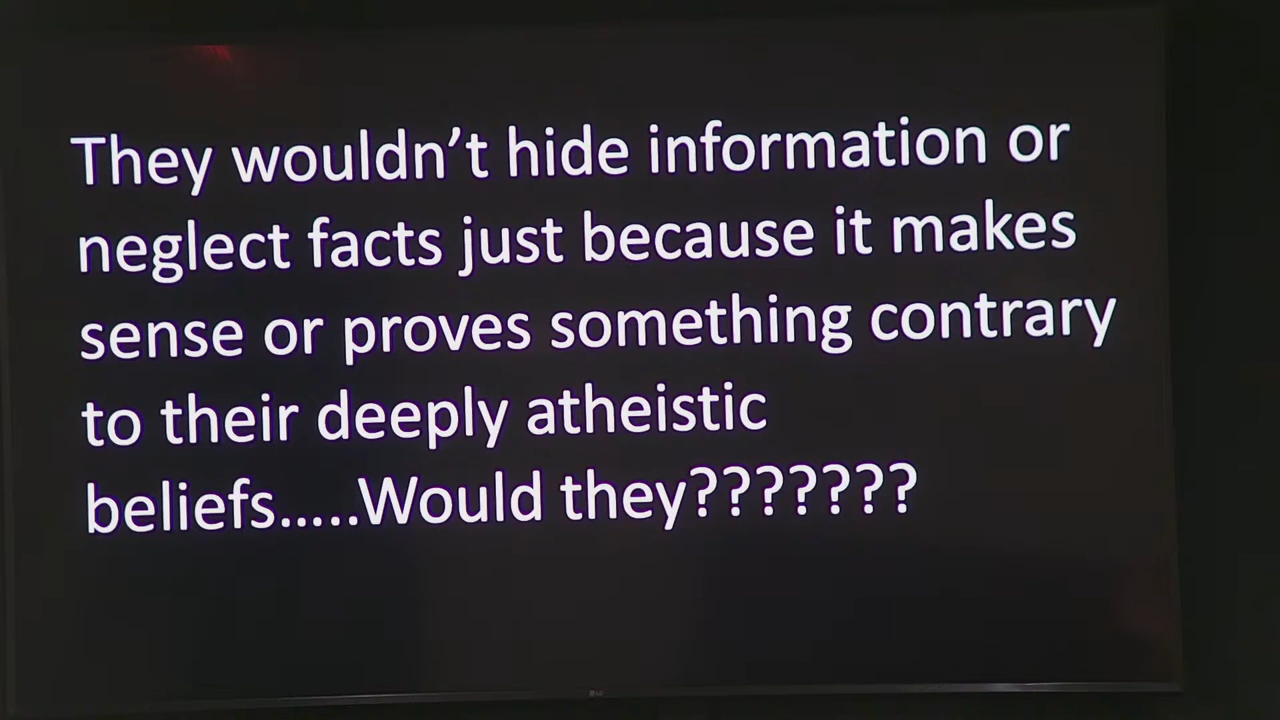 They wouldn't hide information or
neglect facts just because it makes
sense or proves something contrary
to their deeply atheistic
beliefs.....Would they???????
LG